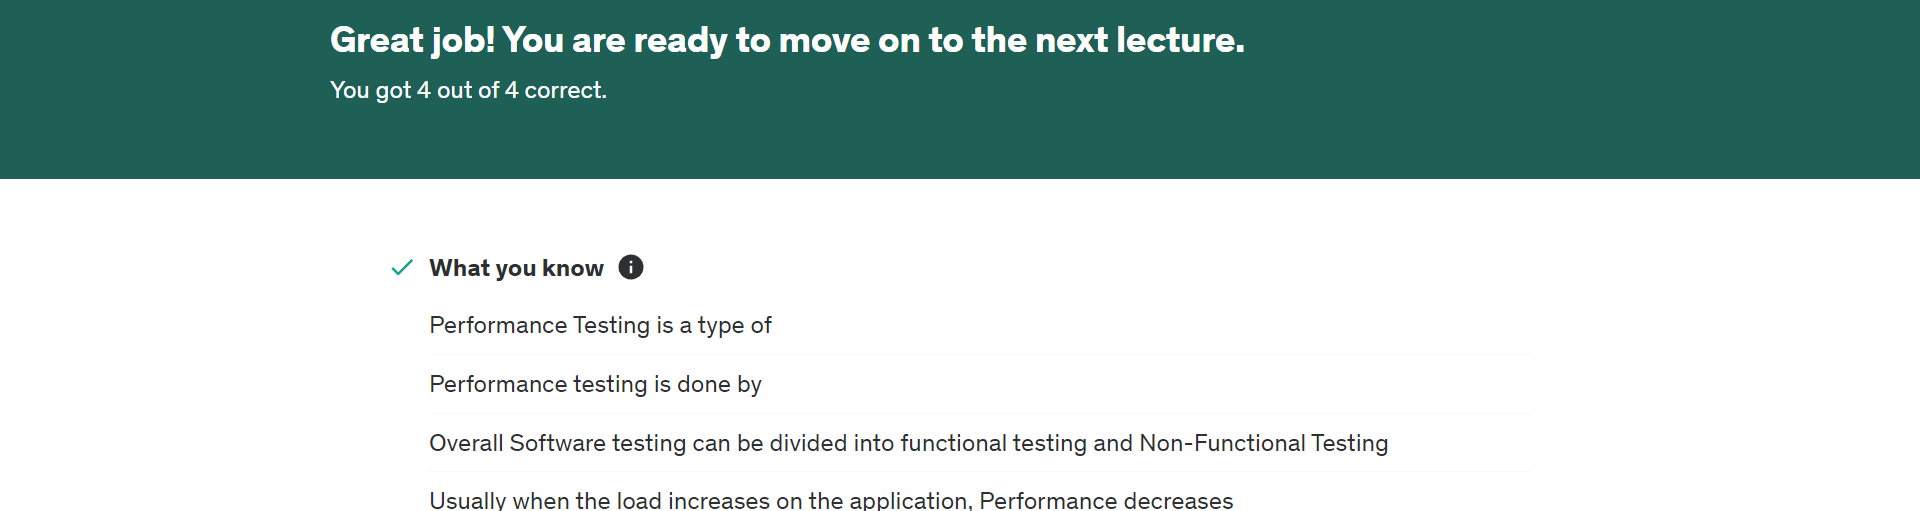 Great job! You are ready to move on to the next lecture.
You got 4 out of 4 correct.
What you know
Performance Testing is a type of
Performance testing is done by
Overall Software testing can be divided into functional testing and Non-Functional Testing
Usually when the load increases on the application, Performance decreases